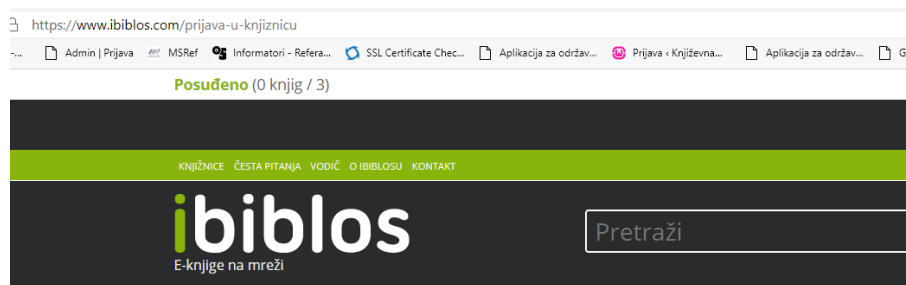 https://www.ibiblos.com/prijava-u-knjiznicu
-... Admin | Prijava MSRef Informatori - Refera... SSL Certificate Chec... Aplikacija za održav... Prijava ‹ Književna... Aplikacija za održav... G
Posuđeno (0 knjig / 3)
KNJIŽNICE ČESTA PITANJA VODIČ O IBIBLOSU KONTAKT
ibiblos
Pretraži
E-knjige na mreži